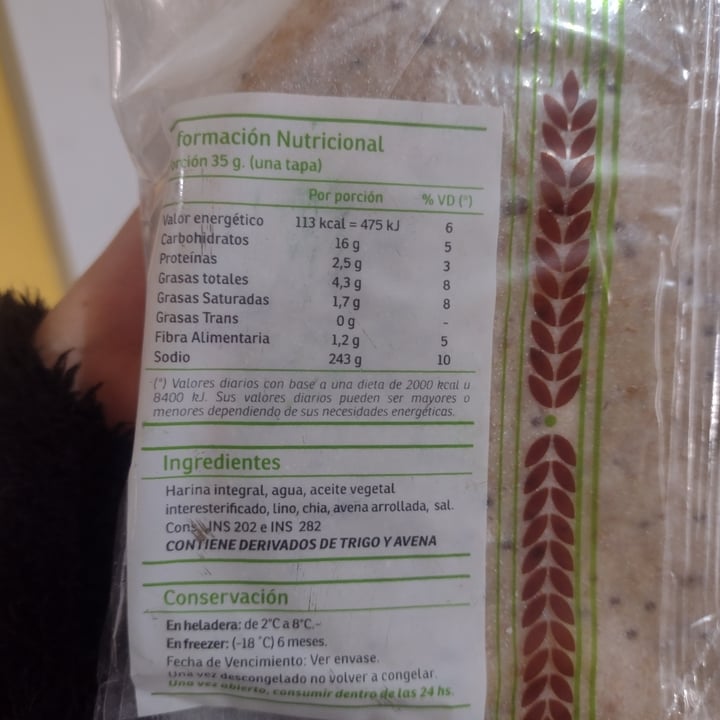 formación Nutricional
orción 35 g. (una tapa)
Por porción % VD (*)
Valor energético 113 kcal = 475 kJ 6
Carbohidratos 16 g 5
Proteínas 2,5 g 3
Grasas totales 4,3 g 8
Grasas Saturadas 1,7 g 8
Grasas Trans 0 g -
Fibra Alimentaria 1,2 g 5
Sodio 243 g 10
(*) Valores diarios con base a una dieta de 2000 kcal u
8400 kJ. Sus valores diarios pueden ser mayores o
menores dependiendo de sus necesidades energéticas.
Ingredientes
Harina integral, agua, aceite vegetal
interesterificado, lino, chia, avena arrollada, sal.
Cons. INS 202 e INS 282
CONTIENE DERIVADOS DE TRIGO Y AVENA
Conservación
En heladera: de 2°C a 8°C.-
En freezer: (-18 °C) 6 meses.
Fecha de Vencimiento: Ver envase.
Una vez descongelado no volver a congelar.
Una vez abierto, consumir dentro de las 24 hs.